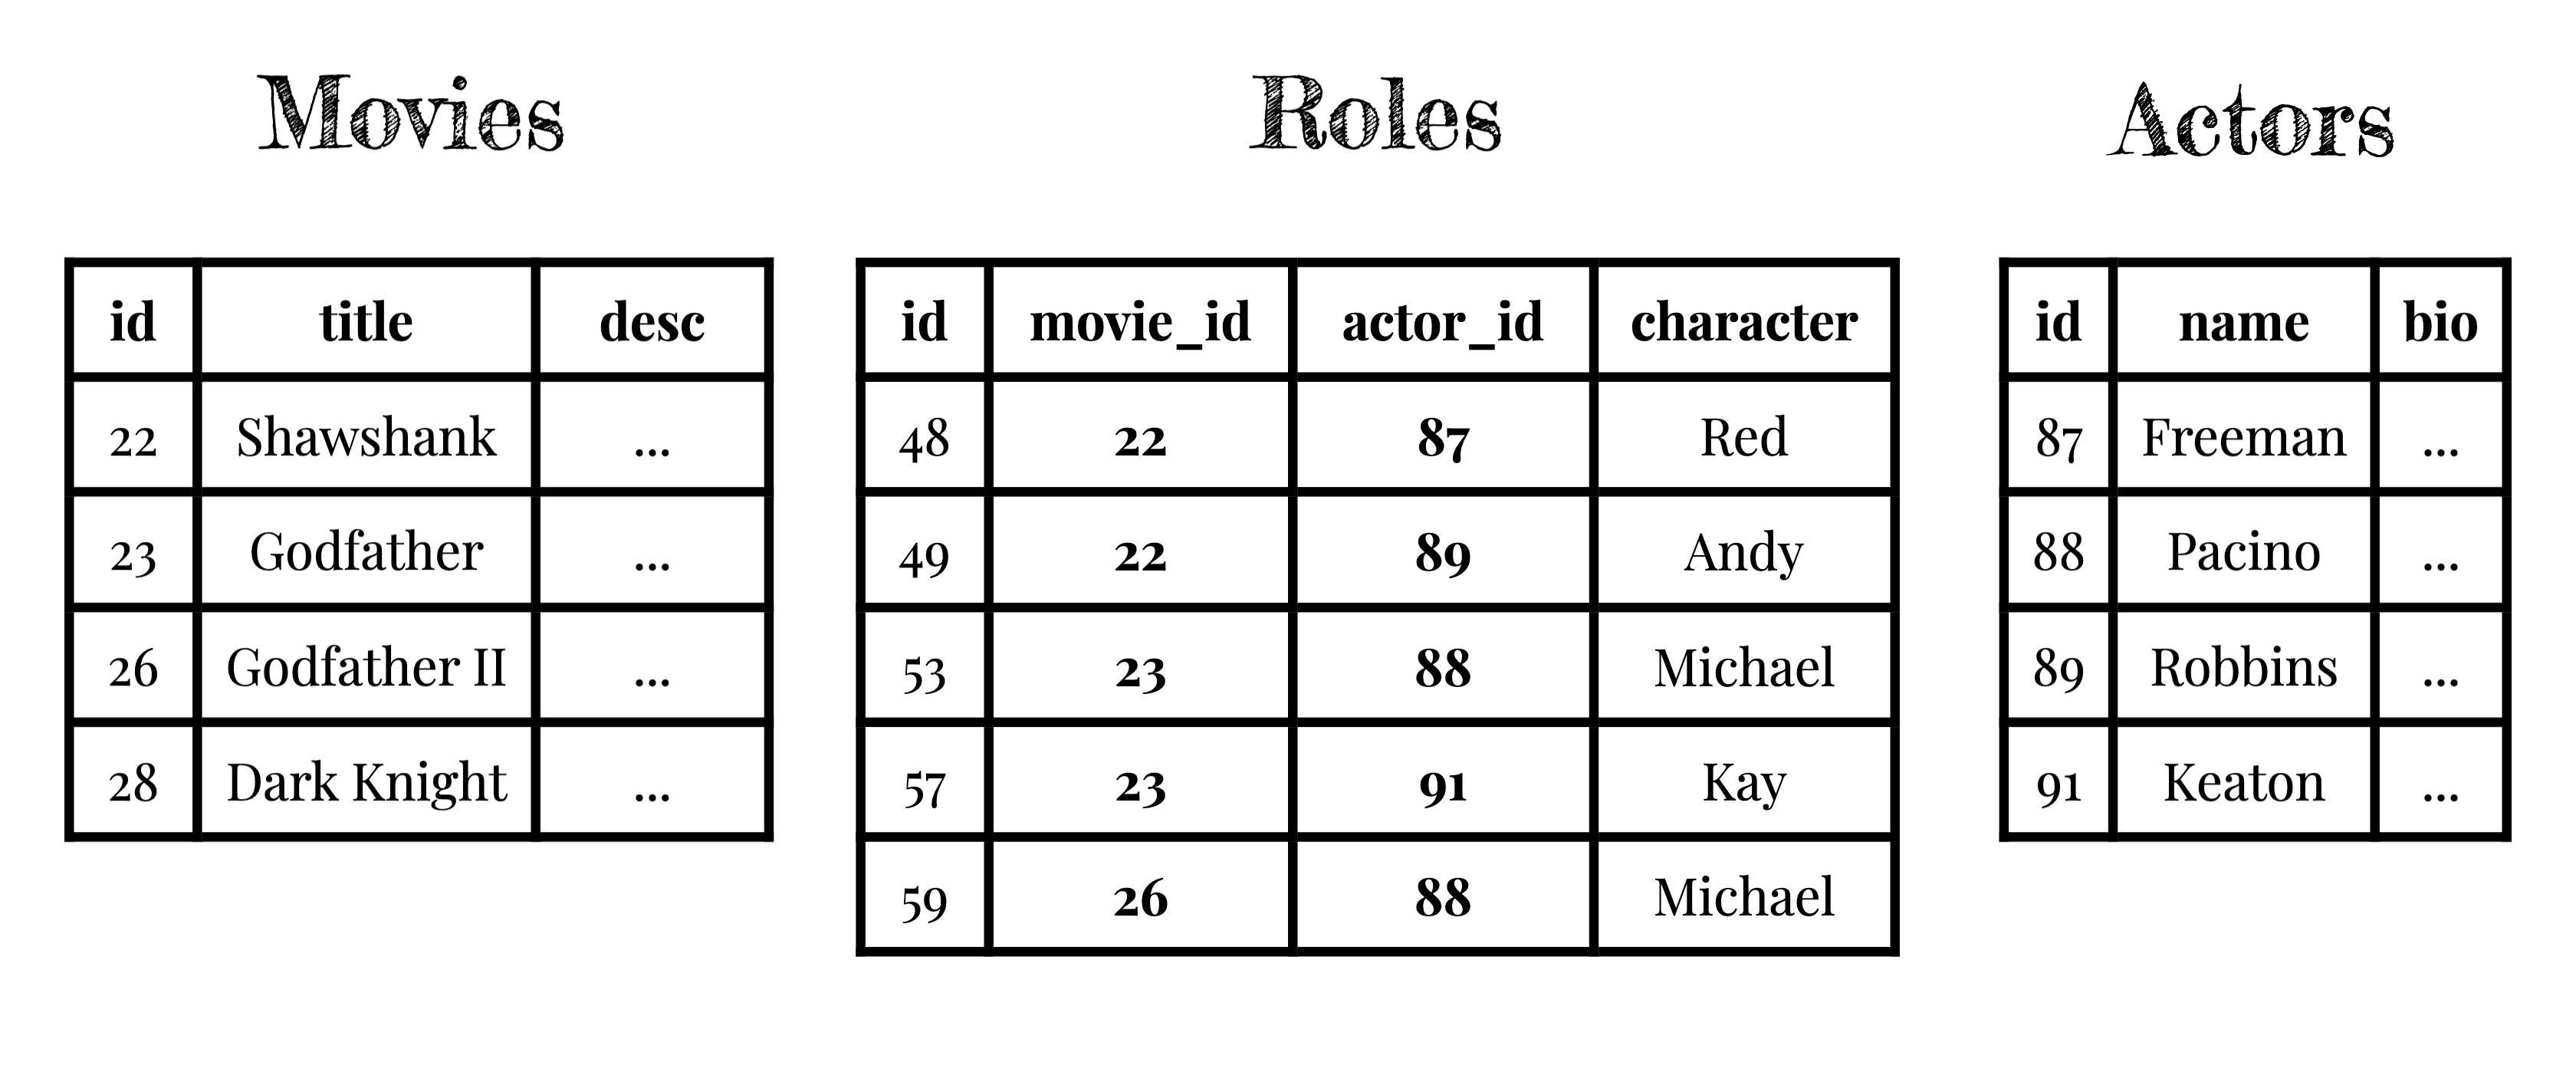 Movies
id title desc
22 Shawshank ...
23 Godfather ...
26 Godfather II ...
28 Dark Knight ...
Roles
id movie_id actor_id character
48 22 87 Red
49 22 89 Andy
53 23 88 Michael
57 23 91 Kay
59 26 88 Michael
Actors
id name bio
87 Freeman ...
88 Pacino ...
89 Robbins ...
91 Keaton ...